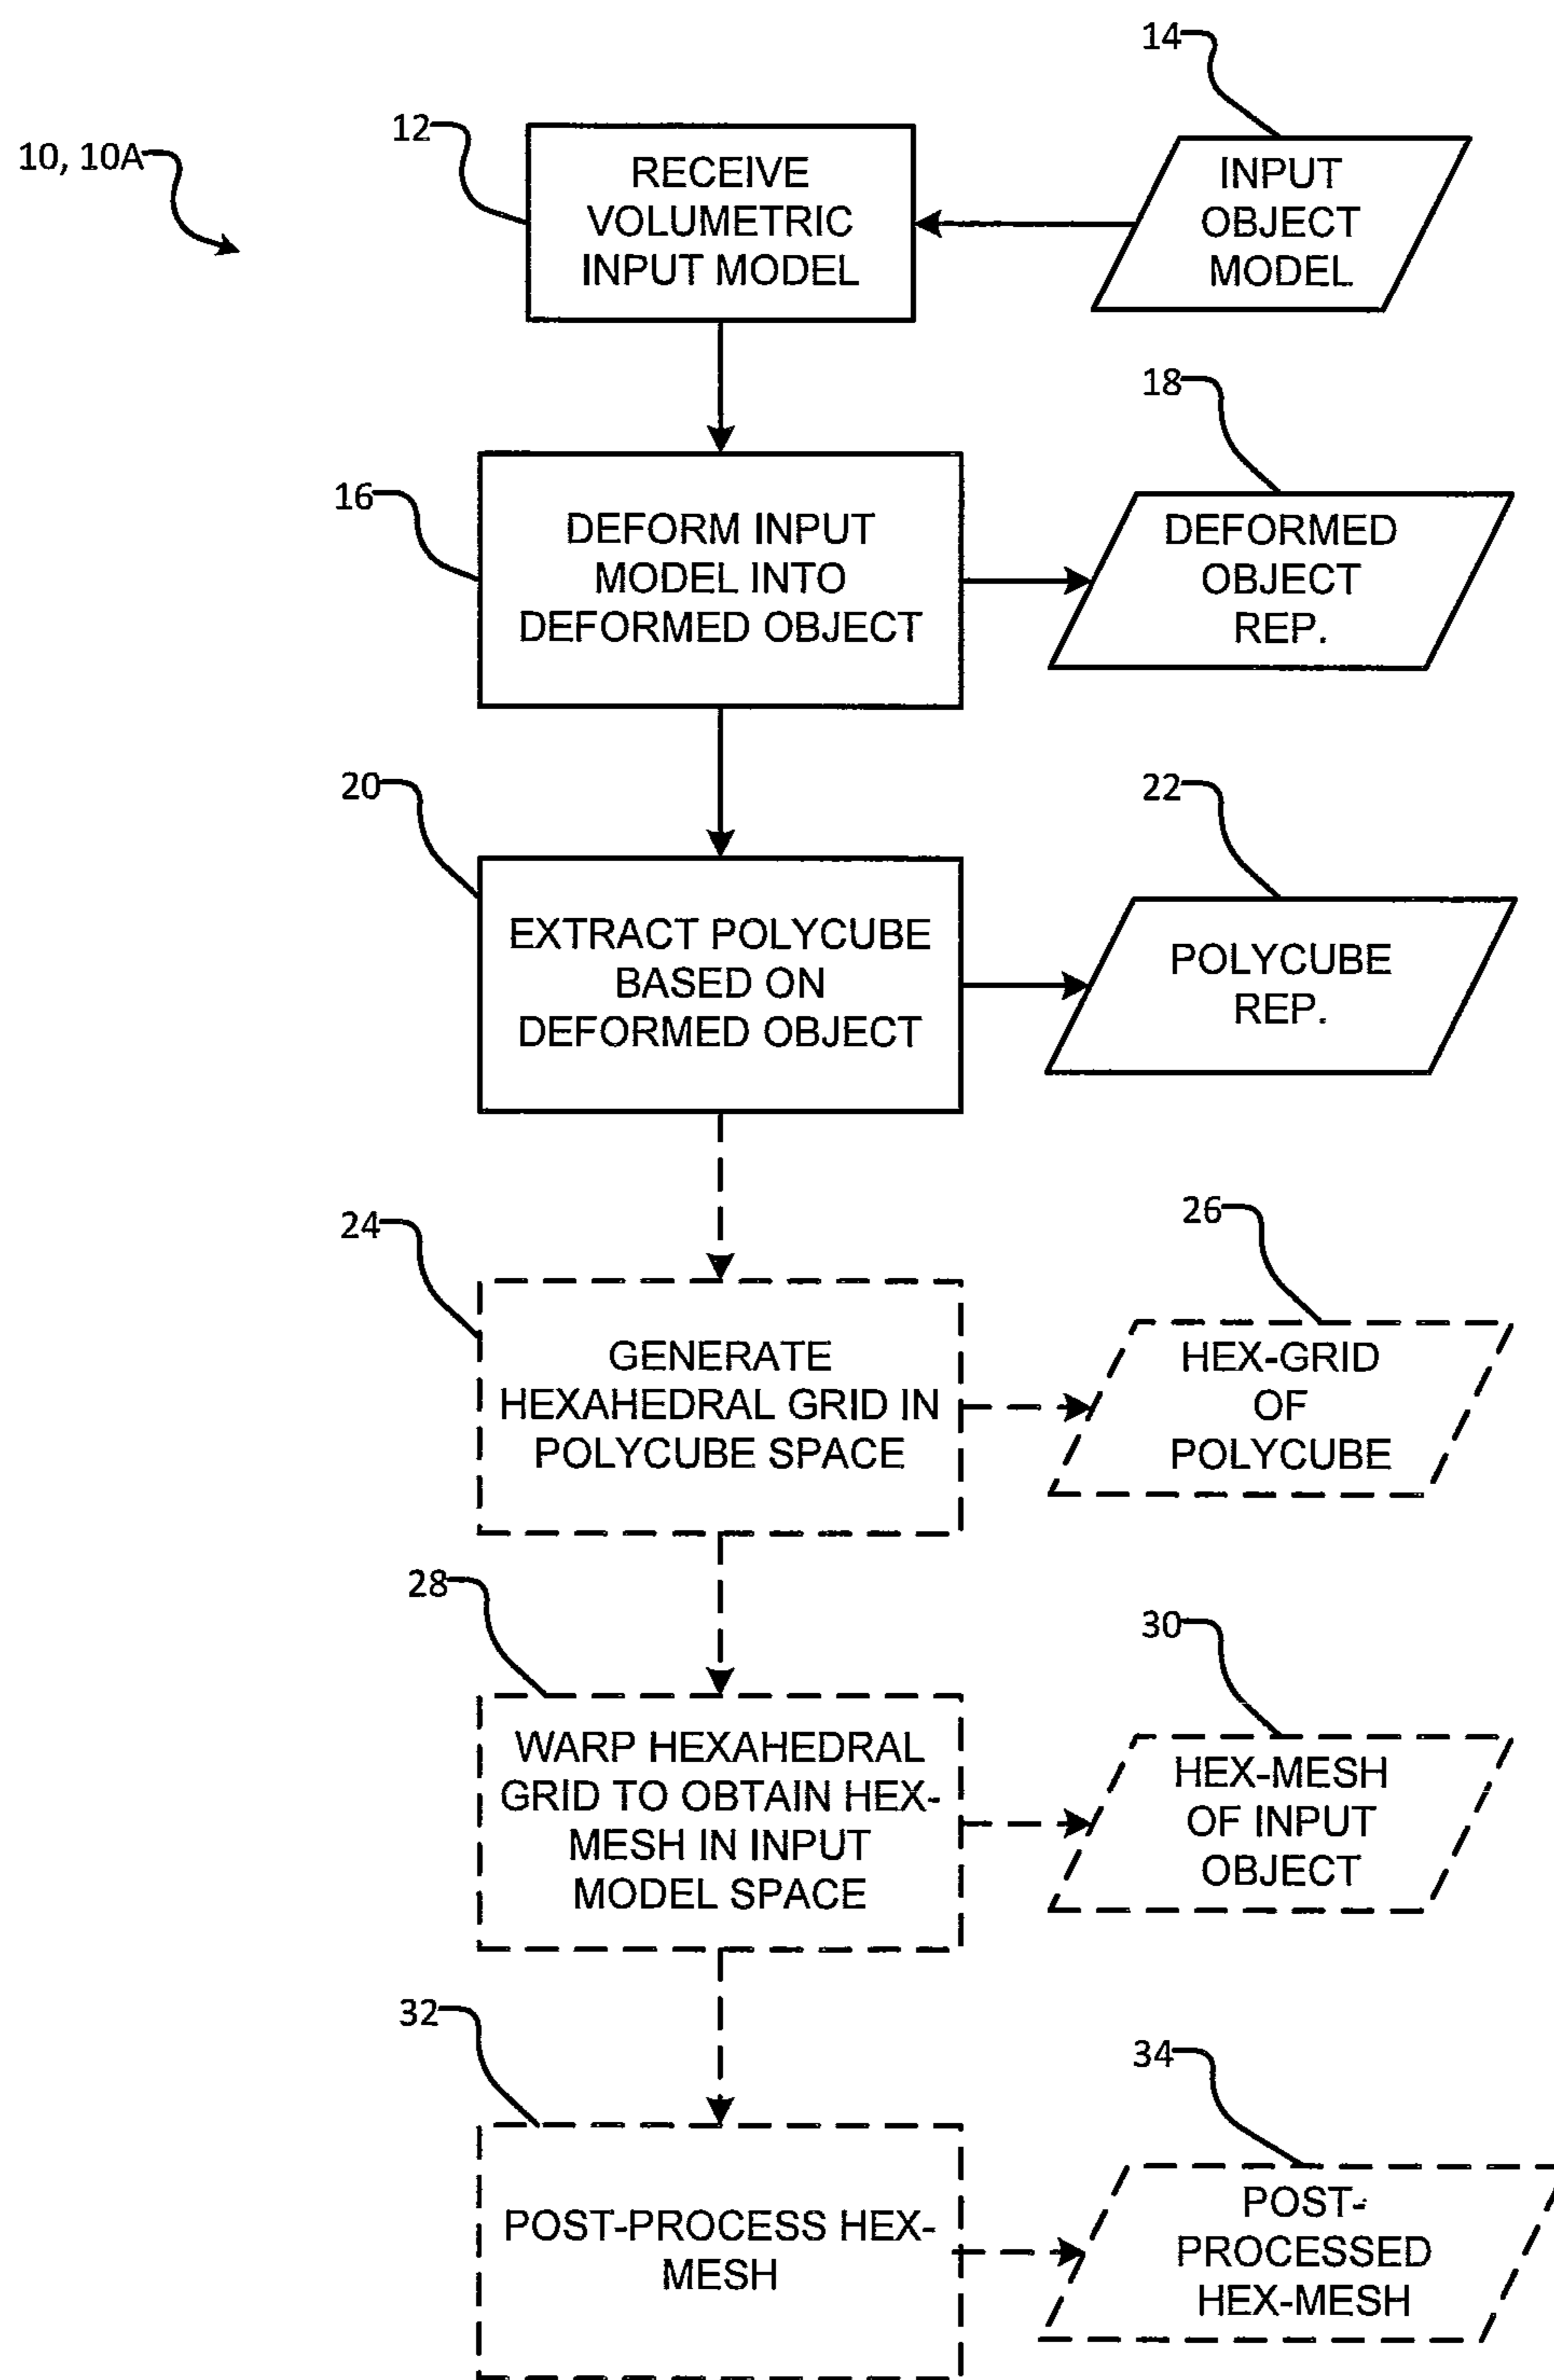 14
12
10, 10A
RECEIVE
VOLUMETRIC
INPUT MODEL
INPUT
OBJECT
MODEL
18
16
DEFORM INPUT
MODEL INTO
DEFORMED OBJECT
DEFORMED
OBJECT
REP.
20
22
EXTRACT POLYCUBE
BASED ON
DEFORMED OBJECT
POLYCUBE
REP.
24
26
GENERATE
HEXAHEDRAL GRID IN
POLYCUBE SPACE
HEX-GRID
OF
POLYCUBE
28
30
WARP HEXAHEDRAL
GRID TO OBTAIN HEX-
MESH IN INPUT
MODEL SPACE
HEX-MESH
OF INPUT
OBJECT
32
34
POST-PROCESS HEX-
MESH
POST-
PROCESSED
HEX-MESH